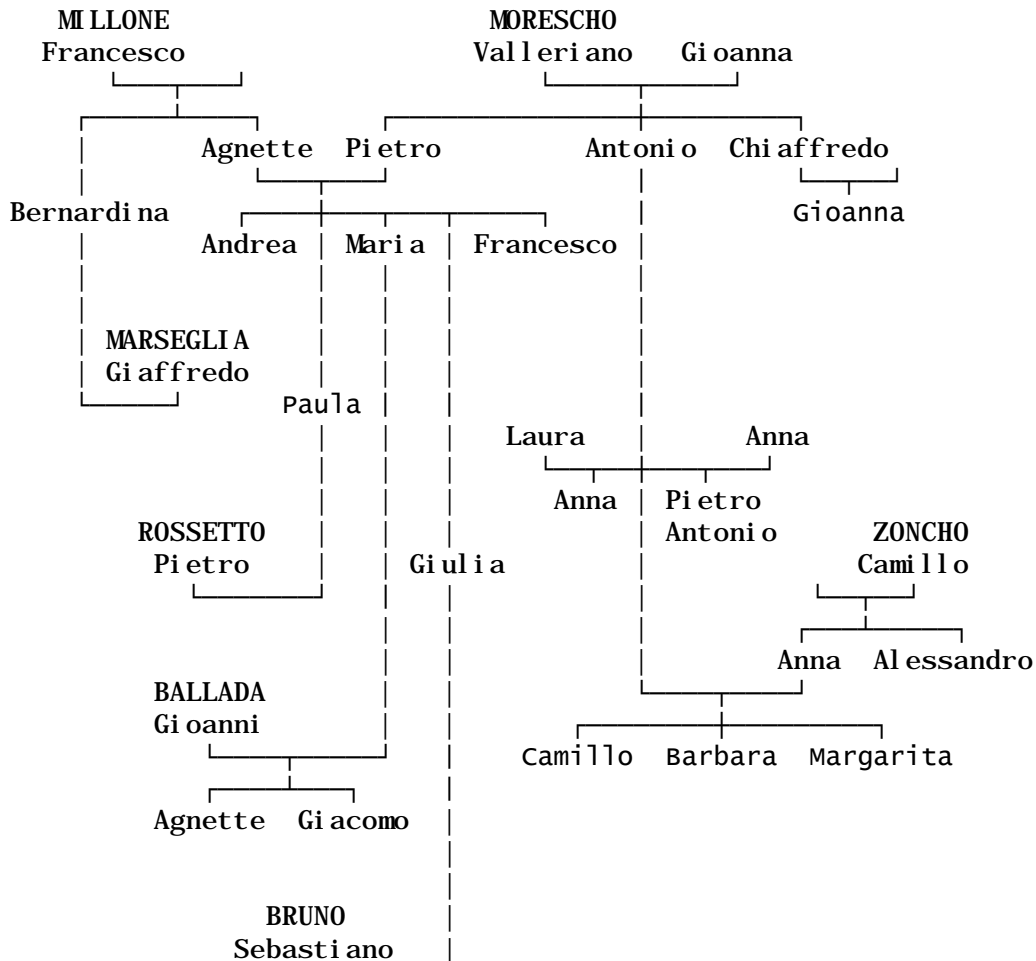 MILLONE MORESCHO
Francesco Valleriano Gioanna
Agnette Pietro Antonio Chiaffredo
Bernardina Gioanna
Andrea Maria Francesco
MARSEGLIA
Giaffredo
Paula
Laura Anna
Anna Pietro
Antonio
ROSSETTO ZONCHO
Pietro Giulia Camillo
Anna Alessandro
BALLADA
Gioanni
Camillo Barbara Margarita
Agnette Giacomo
BRUNO
Sebastiano